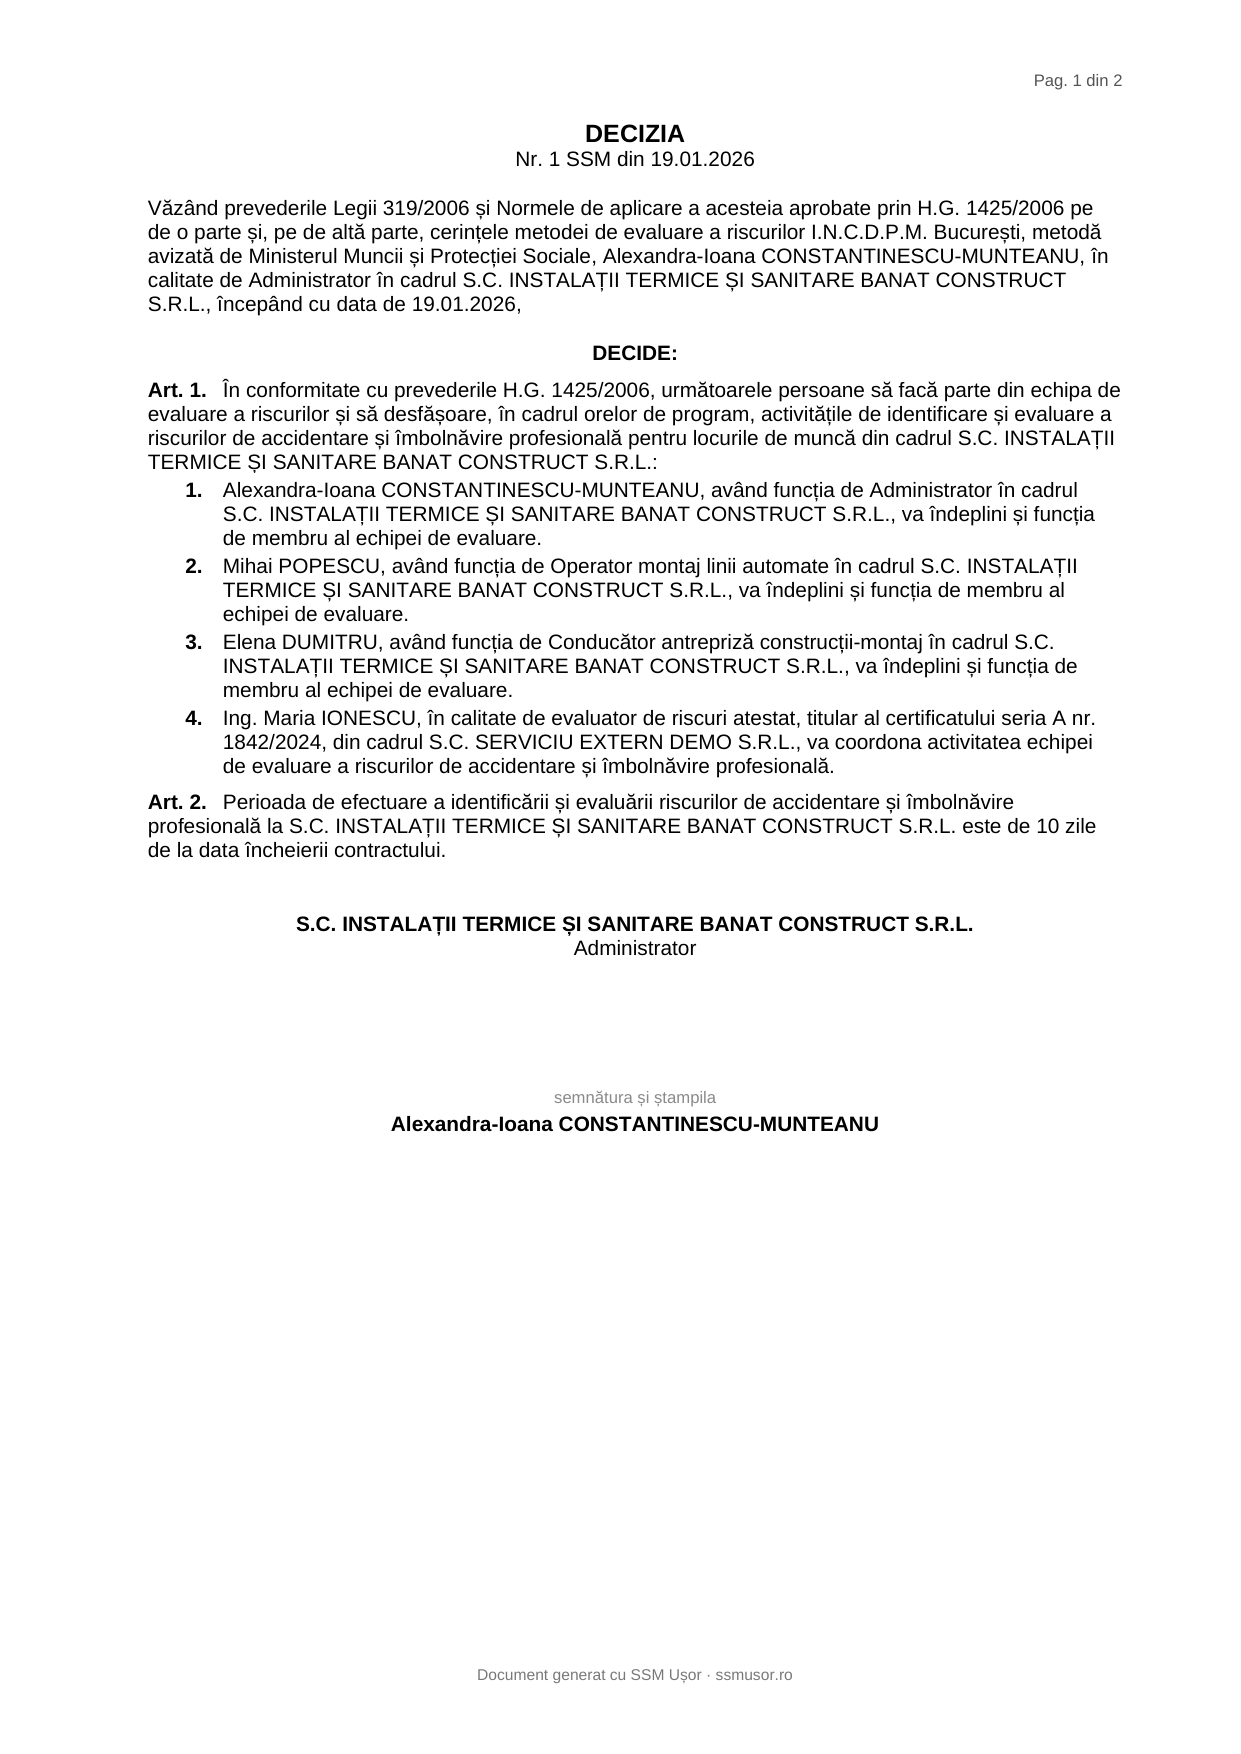 Pag. 1 din 2
DECIZIA
Nr. 1 SSM din 19.01.2026
Văzând prevederile Legii 319/2006 și Normele de aplicare a acesteia aprobate prin H.G. 1425/2006 pe
de o parte și, pe de altă parte, cerințele metodei de evaluare a riscurilor I.N.C.D.P.M. București, metodă
avizată de Ministerul Muncii și Protecției Sociale, Alexandra-Ioana CONSTANTINESCU-MUNTEANU, în
calitate de Administrator în cadrul S.C. INSTALAȚII TERMICE ȘI SANITARE BANAT CONSTRUCT
S.R.L., începând cu data de 19.01.2026,
DECIDE:
Art. 1. În conformitate cu prevederile H.G. 1425/2006, următoarele persoane să facă parte din echipa de
evaluare a riscurilor și să desfășoare, în cadrul orelor de program, activitățile de identificare și evaluare a
riscurilor de accidentare și îmbolnăvire profesională pentru locurile de muncă din cadrul S.C. INSTALAȚII
TERMICE ȘI SANITARE BANAT CONSTRUCT S.R.L.:
1. Alexandra-Ioana CONSTANTINESCU-MUNTEANU, având funcția de Administrator în cadrul
S.C. INSTALAȚII TERMICE ȘI SANITARE BANAT CONSTRUCT S.R.L., va îndeplini și funcția
de membru al echipei de evaluare.
2. Mihai POPESCU, având funcția de Operator montaj linii automate în cadrul S.C. INSTALAȚII
TERMICE ȘI SANITARE BANAT CONSTRUCT S.R.L., va îndeplini și funcția de membru al
echipei de evaluare.
3. Elena DUMITRU, având funcția de Conducător antrepriză construcții-montaj în cadrul S.C.
INSTALAȚII TERMICE ȘI SANITARE BANAT CONSTRUCT S.R.L., va îndeplini și funcția de
membru al echipei de evaluare.
4. Ing. Maria IONESCU, în calitate de evaluator de riscuri atestat, titular al certificatului seria A nr.
1842/2024, din cadrul S.C. SERVICIU EXTERN DEMO S.R.L., va coordona activitatea echipei
de evaluare a riscurilor de accidentare și îmbolnăvire profesională.
Art. 2. Perioada de efectuare a identificării și evaluării riscurilor de accidentare și îmbolnăvire
profesională la S.C. INSTALAȚII TERMICE ȘI SANITARE BANAT CONSTRUCT S.R.L. este de 10 zile
de la data încheierii contractului.
S.C. INSTALAȚII TERMICE ȘI SANITARE BANAT CONSTRUCT S.R.L.
Administrator
semnătura și ștampila
Alexandra-Ioana CONSTANTINESCU-MUNTEANU
Document generat cu SSM Ușor · ssmusor.ro